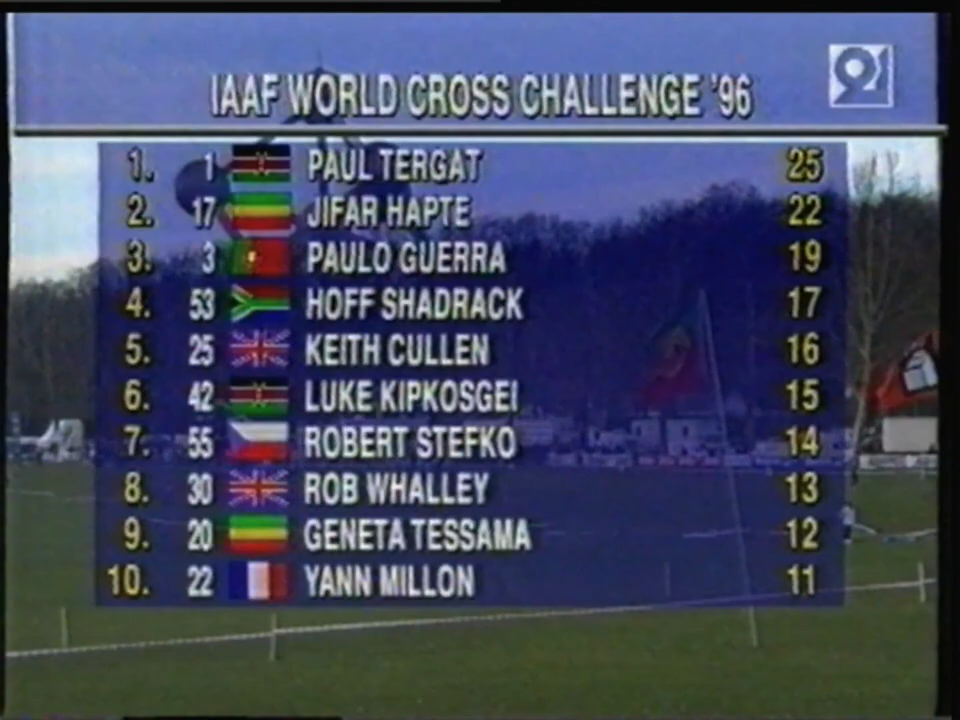 IAAF WORLD CROSS CHALLENGE '96
1. 1 PAUL TERGAT 25
2. 17 JIFAR HAPTE 22
3. 3 PAULO GUERRA 19
4. 53 HOFF SHADRACK 17
5. 25 KEITH CULLEN 16
6. 42 LUKE KIPKOSGEI 15
7. 55 ROBERT STEFKO 14
8. 30 ROB WHALLEY 13
9. 20 GENETA TESSAMA 12
10. 22 YANN MILLON 11